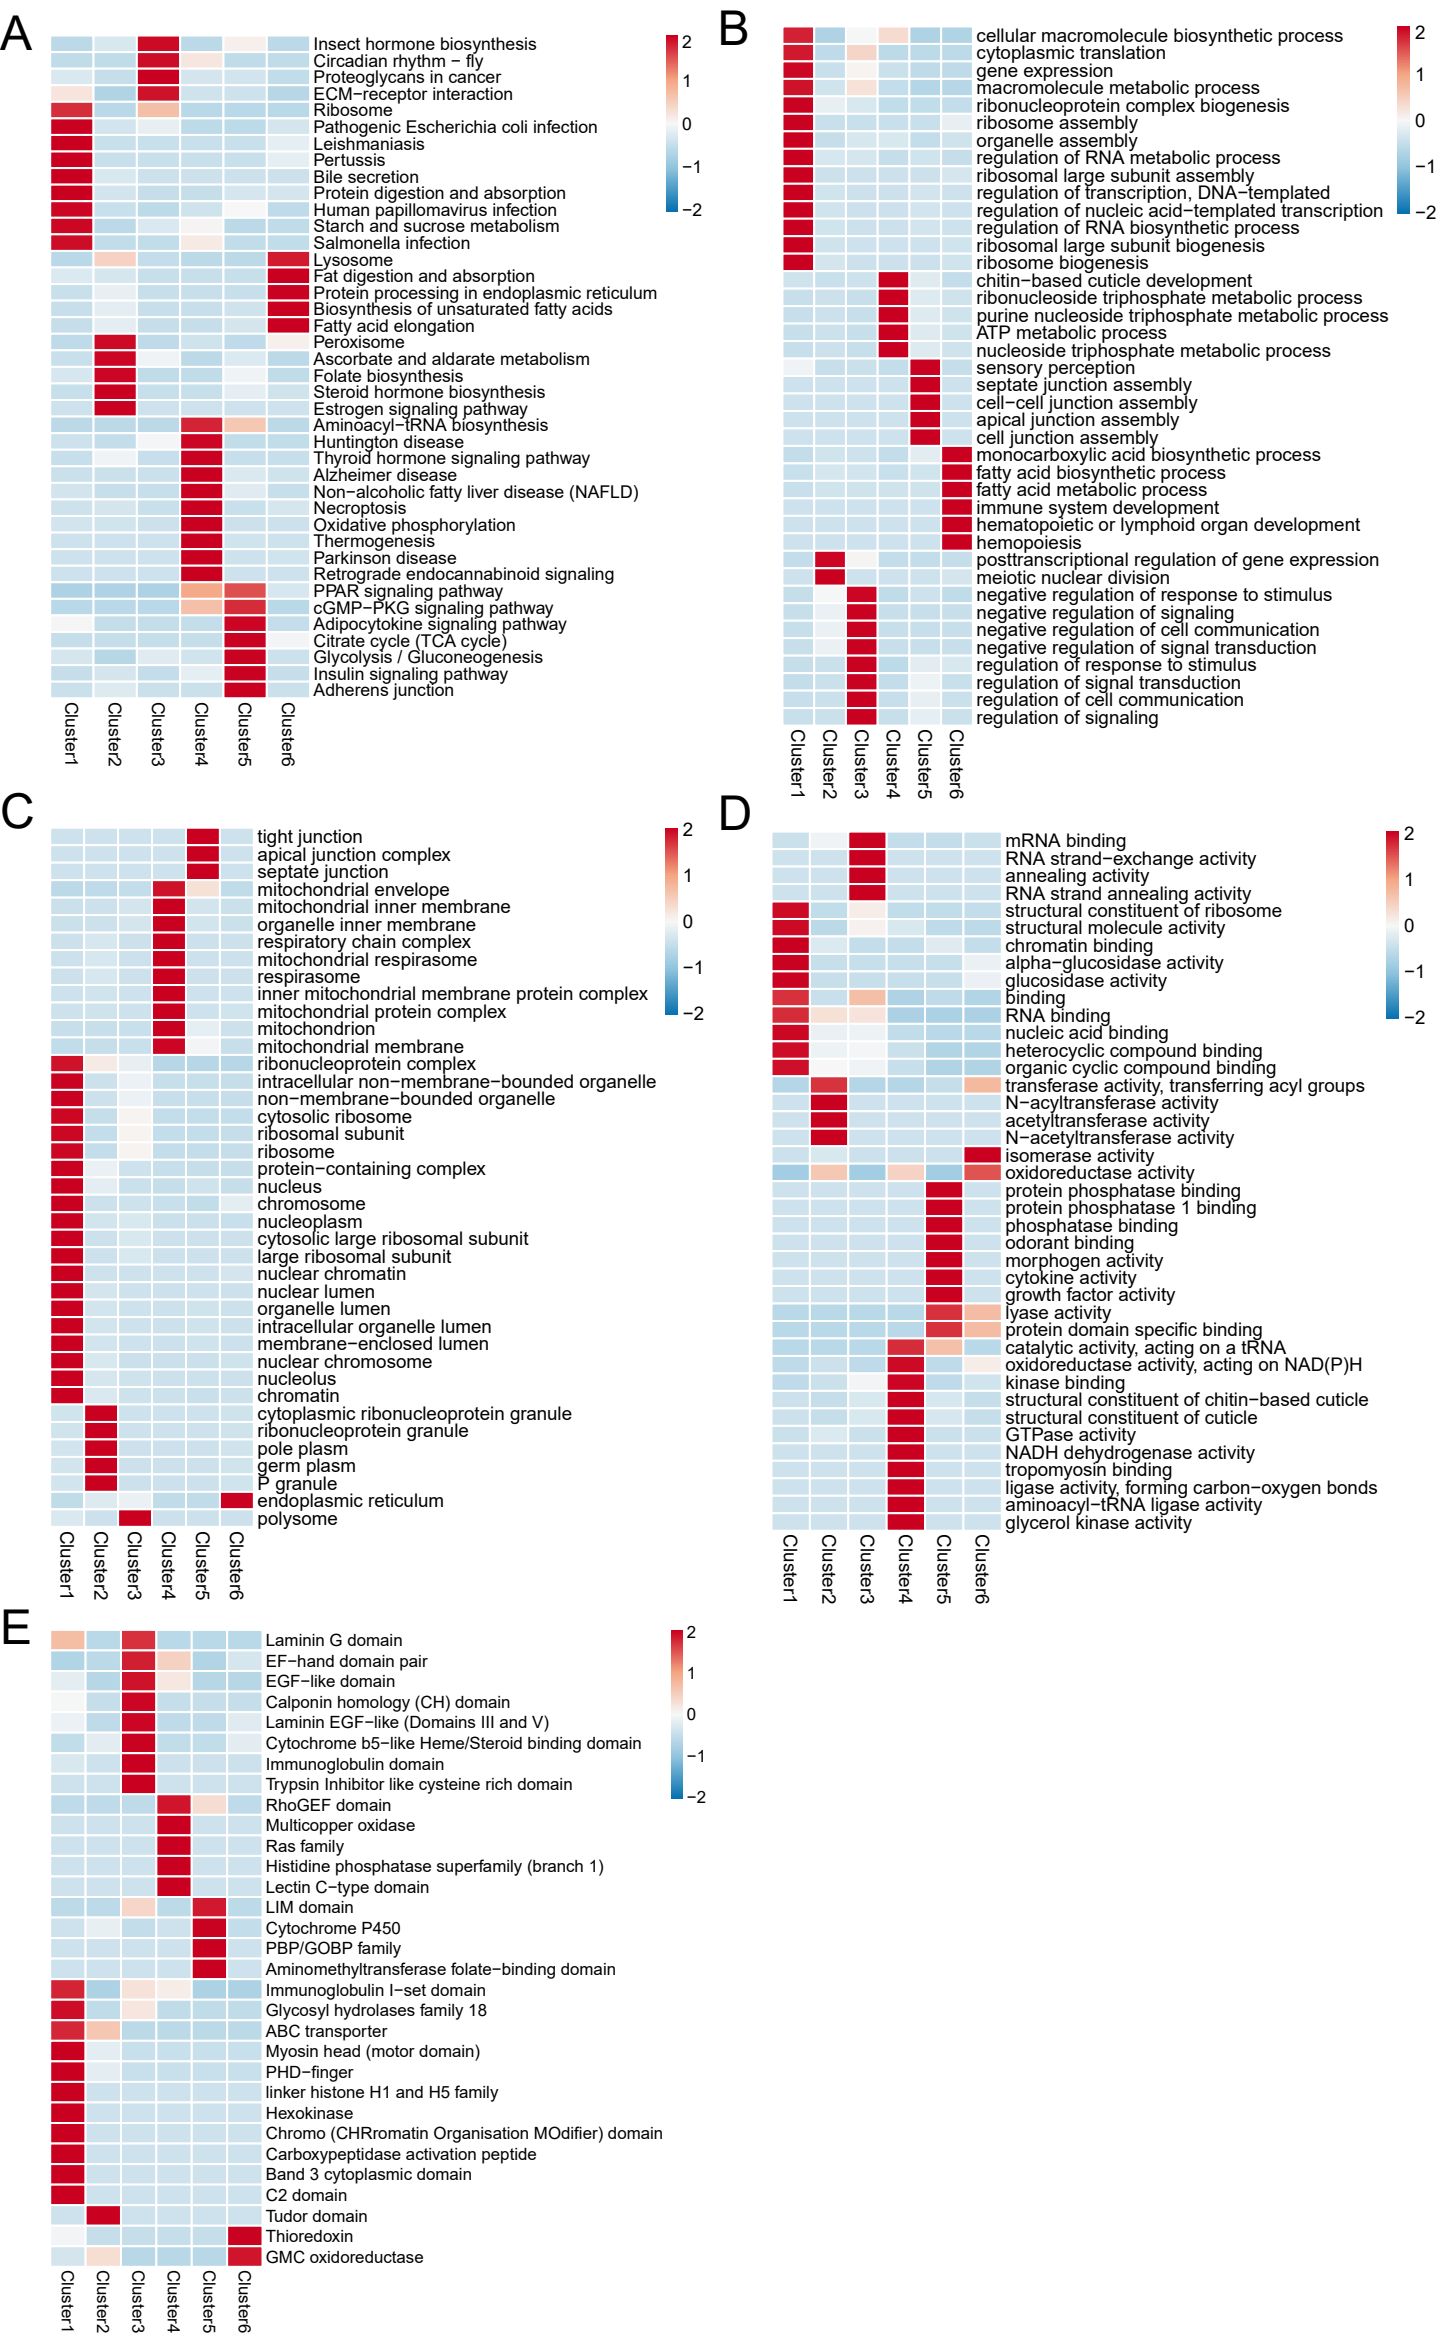 A
Insect hormone biosynthesis
Circadian rhythm − fly
Proteoglycans in cancer
ECM−receptor interaction
Ribosome
Pathogenic Escherichia coli infection
Leishmaniasis
Pertussis
Bile secretion
Protein digestion and absorption
Human papillomavirus infection
Starch and sucrose metabolism
Salmonella infection
Lysosome
Fat digestion and absorption
Protein processing in endoplasmic reticulum
Biosynthesis of unsaturated fatty acids
Fatty acid elongation
Peroxisome
Ascorbate and aldarate metabolism
Folate biosynthesis
Steroid hormone biosynthesis
Estrogen signaling pathway
Aminoacyl−tRNA biosynthesis
Huntington disease
Thyroid hormone signaling pathway
Alzheimer disease
Non−alcoholic fatty liver disease (NAFLD)
Necroptosis
Oxidative phosphorylation
Thermogenesis
Parkinson disease
Retrograde endocannabinoid signaling
PPAR signaling pathway
cGMP−PKG signaling pathway
Adipocytokine signaling pathway
Citrate cycle (TCA cycle)
Glycolysis / Gluconeogenesis
Insulin signaling pathway
Adherens junction
Cluster1
Cluster2
Cluster3
Cluster4
Cluster5
Cluster6
2
1
0
−1
−2
B
cellular macromolecule biosynthetic process
cytoplasmic translation
gene expression
macromolecule metabolic process
ribonucleoprotein complex biogenesis
ribosome assembly
organelle assembly
regulation of RNA metabolic process
ribosomal large subunit assembly
regulation of transcription, DNA−templated
regulation of nucleic acid−templated transcription
regulation of RNA biosynthetic process
ribosomal large subunit biogenesis
ribosome biogenesis
chitin−based cuticle development
ribonucleoside triphosphate metabolic process
purine nucleoside triphosphate metabolic process
ATP metabolic process
nucleoside triphosphate metabolic process
sensory perception
septate junction assembly
cell−cell junction assembly
apical junction assembly
cell junction assembly
monocarboxylic acid biosynthetic process
fatty acid biosynthetic process
fatty acid metabolic process
immune system development
hematopoietic or lymphoid organ development
hemopoiesis
posttranscriptional regulation of gene expression
meiotic nuclear division
negative regulation of response to stimulus
negative regulation of signaling
negative regulation of cell communication
negative regulation of signal transduction
regulation of response to stimulus
regulation of signal transduction
regulation of cell communication
regulation of signaling
Cluster1
Cluster2
Cluster3
Cluster4
Cluster5
Cluster6
2
1
0
−1
−2
C
tight junction
apical junction complex
septate junction
mitochondrial envelope
mitochondrial inner membrane
organelle inner membrane
respiratory chain complex
mitochondrial respirasome
respirasome
inner mitochondrial membrane protein complex
mitochondrial protein complex
mitochondrion
mitochondrial membrane
ribonucleoprotein complex
intracellular non−membrane−bounded organelle
non−membrane−bounded organelle
cytosolic ribosome
ribosomal subunit
ribosome
protein−containing complex
nucleus
chromosome
nucleoplasm
cytosolic large ribosomal subunit
large ribosomal subunit
nuclear chromatin
nuclear lumen
organelle lumen
intracellular organelle lumen
membrane−enclosed lumen
nuclear chromosome
nucleolus
chromatin
cytoplasmic ribonucleoprotein granule
ribonucleoprotein granule
pole plasm
germ plasm
P granule
endoplasmic reticulum
polysome
Cluster1
Cluster2
Cluster3
Cluster4
Cluster5
Cluster6
2
1
0
−1
−2
D
mRNA binding
RNA strand−exchange activity
annealing activity
RNA strand annealing activity
structural constituent of ribosome
structural molecule activity
chromatin binding
alpha−glucosidase activity
glucosidase activity
binding
RNA binding
nucleic acid binding
heterocyclic compound binding
organic cyclic compound binding
transferase activity, transferring acyl groups
N−acyltransferase activity
acetyltransferase activity
N−acetyltransferase activity
isomerase activity
oxidoreductase activity
protein phosphatase binding
protein phosphatase 1 binding
phosphatase binding
odorant binding
morphogen activity
cytokine activity
growth factor activity
lyase activity
protein domain specific binding
catalytic activity, acting on a tRNA
oxidoreductase activity, acting on NAD(P)H
kinase binding
structural constituent of chitin−based cuticle
structural constituent of cuticle
GTPase activity
NADH dehydrogenase activity
tropomyosin binding
ligase activity, forming carbon−oxygen bonds
aminoacyl−tRNA ligase activity
glycerol kinase activity
Cluster1
Cluster2
Cluster3
Cluster4
Cluster5
Cluster6
2
1
0
−1
−2
E
Laminin G domain
EF−hand domain pair
EGF−like domain
Calponin homology (CH) domain
Laminin EGF−like (Domains III and V)
Cytochrome b5−like Heme/Steroid binding domain
Immunoglobulin domain
Trypsin Inhibitor like cysteine rich domain
RhoGEF domain
Multicopper oxidase
Ras family
Histidine phosphatase superfamily (branch 1)
Lectin C−type domain
LIM domain
Cytochrome P450
PBP/GOBP family
Aminomethyltransferase folate−binding domain
Immunoglobulin I−set domain
Glycosyl hydrolases family 18
ABC transporter
Myosin head (motor domain)
PHD−finger
linker histone H1 and H5 family
Hexokinase
Chromo (CHRromatin Organisation MOdifier) domain
Carboxypeptidase activation peptide
Band 3 cytoplasmic domain
C2 domain
Tudor domain
Thioredoxin
GMC oxidoreductase
Cluster1
Cluster2
Cluster3
Cluster4
Cluster5
Cluster6
2
1
0
−1
−2